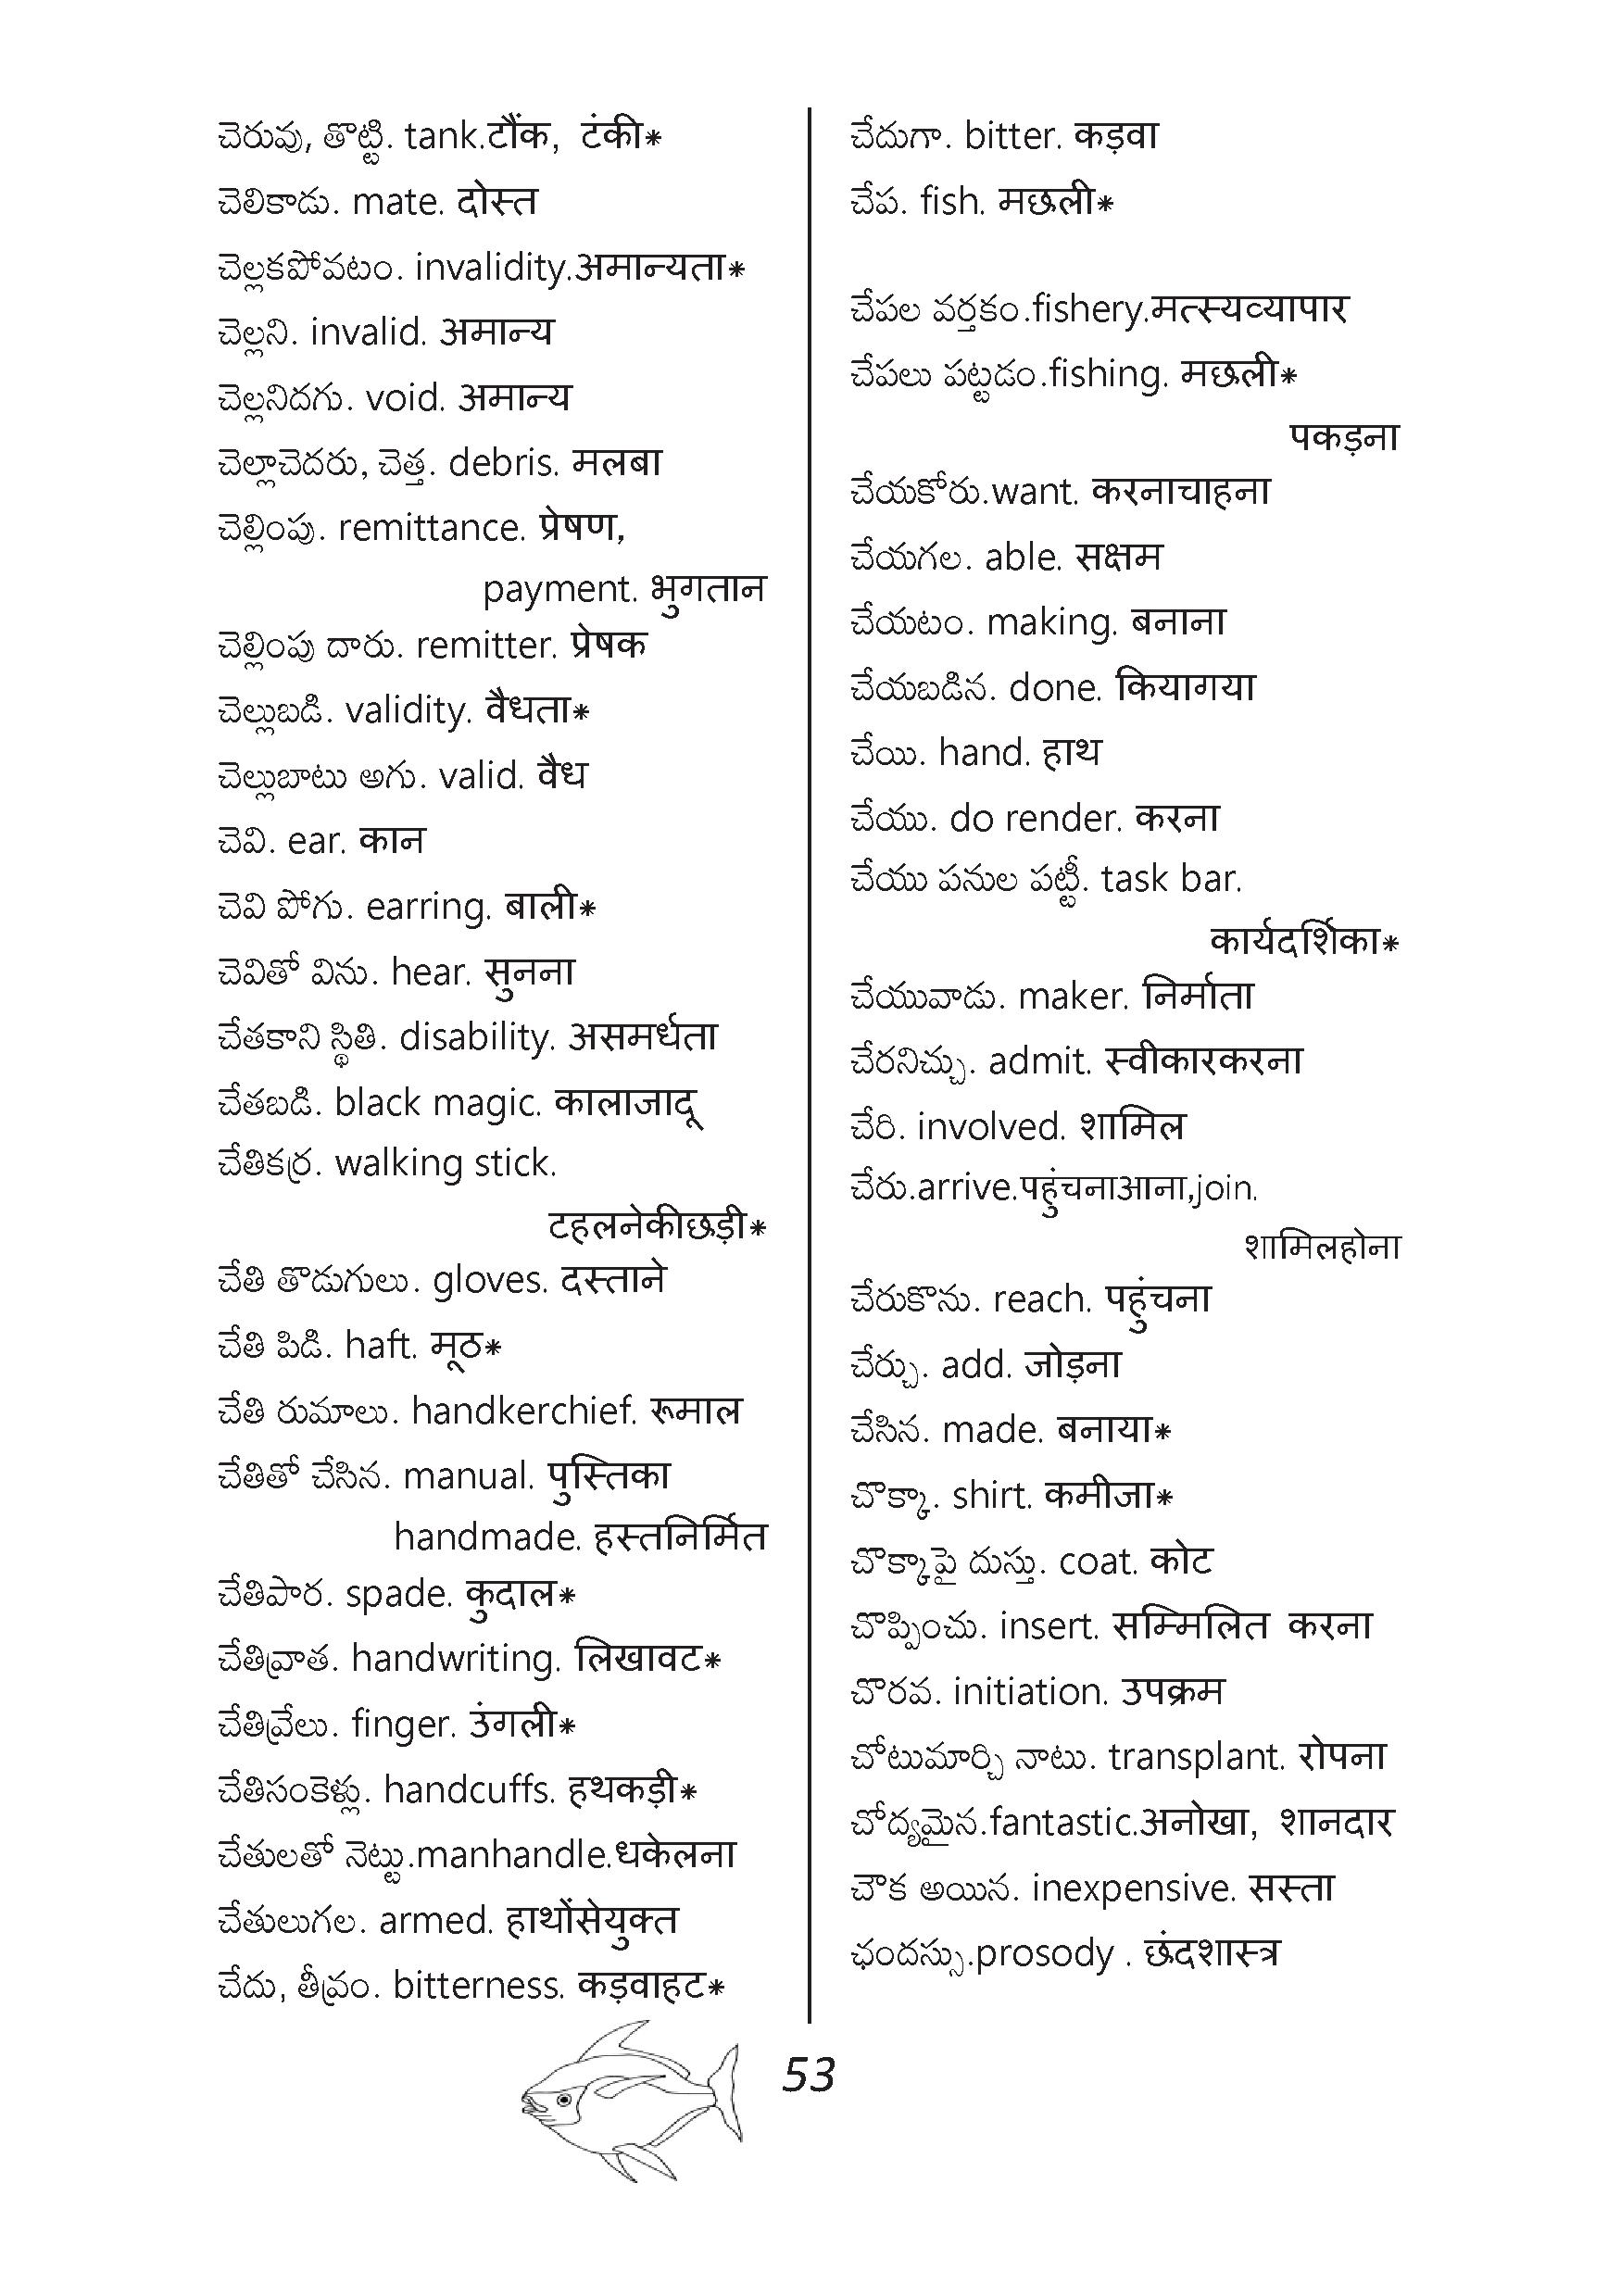 చెరువు, తొట్టి. tank.टौंक, टंकी*
చెలికాడు. mate. दोस्त
చెల్లకపోవటం. invalidity.अमान्यता*
చెల్లని. invalid. अमान्य
చెల్లనిదగు. void. अमान्य
చెల్లాచెదరు, చెత్త. debris. मलबा
చెల్లింపు. remittance. प्रेषण,
payment. भुगतान
చెల్లింపు దారు. remitter. प्रेषक
చెల్లుబడి. validity. वैधता*
చెల్లుబాటు అగు. valid. वैध
చెవి. ear. कान
చెవి పోగు. earring. बाली*
చెవితో విను. hear. सुनना
చేతకాని స్థితి. disability. असमर्धता
చేతబడి. black magic. कालाजादू
చేతికర్ర. walking stick.
टहलनेकीछड़ी*
చేతి తొడుగులు. gloves. दस्ताने
చేతి పిడి. haft. मूठ*
చేతి రుమాలు. handkerchief. रूमाल
చేతితో చేసిన. manual. पुस्तिका
handmade. हस्तनिर्मित
చేతిపార. spade. कुदाल*
చేతివ్రాత. handwriting. लिखावट*
చేతివ్రేలు. finger. उंगली*
చేతిసంకెళ్లు. handcuffs. हथकड़ी*
చేతులతో నెట్టు.manhandle.धकेलना
చేతులుగల. armed. हाथोंसेयुक्त
చేదు, తీవ్రం. bitterness. कड़वाहट*
చేదుగా. bitter. कड़वा
చేప. fish. मछली*
చేపల వర్తకం.fishery.मत्स्यव्यापार
చేపలు పట్టడం.fishing. मछली*
पकड़ना
చేయకోరు.want. करनाचाहना
చేయగల. able. सक्षम
చేయటం. making. बनाना
చేయబడిన. done. कियागया
చేయి. hand. हाथ
చేయు. do render. करना
చేయు పనుల పట్టీ. task bar.
कार्यदर्शिका*
చేయువాడు. maker. निर्माता
చేరనిచ్చు. admit. स्वीकारकरना
చేరి. involved. शामिल
చేరు.arrive.पहुंचनाआना,join.
शामिलहोना
చేరుకొను. reach. पहुंचना
చేర్చు. add. जोड़ना
చేసిన. made. बनाया*
చొక్కా. shirt. कमीजा*
చొక్కాపై దుస్తు. coat. कोट
చొప్పించు. insert. सम्मिलित करना
చొరవ. initiation. उपक्रम
చోటుమార్చి నాటు. transplant. रोपना
చోద్యమైన.fantastic.अनोखा, शानदार
చౌక అయిన. inexpensive. सस्ता
ఛందస్సు.prosody . छंदशास्त्र
53